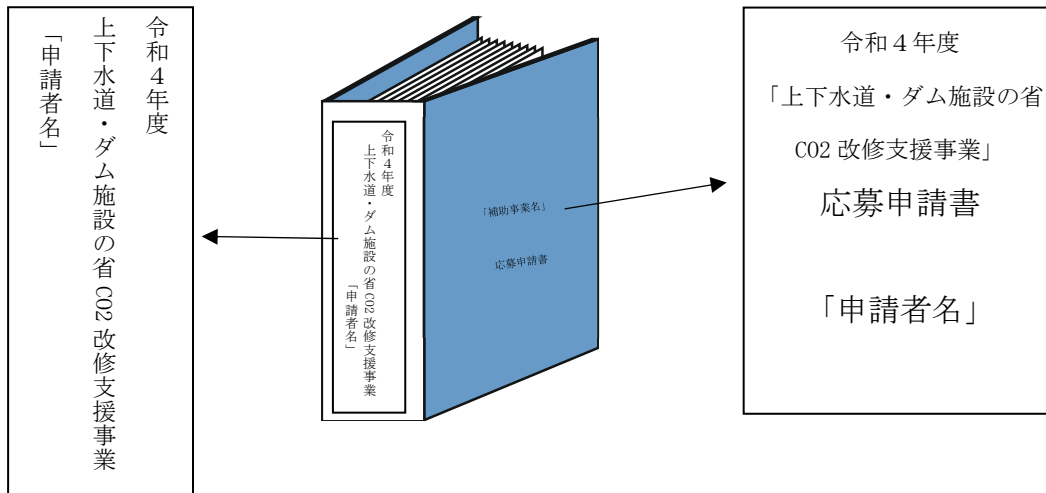 令和４年度
上下水道・ダム施設の省 CO2 改修支援事業
「申請者名」
令和４年度
上下水道・ダム施設の省 CO2 改修支援事業
「申請者名」
「補助事業名」
応募申請書
令和４年度
「上下水道・ダム施設の省
CO2 改修支援事業」
応募申請書
「申請者名」